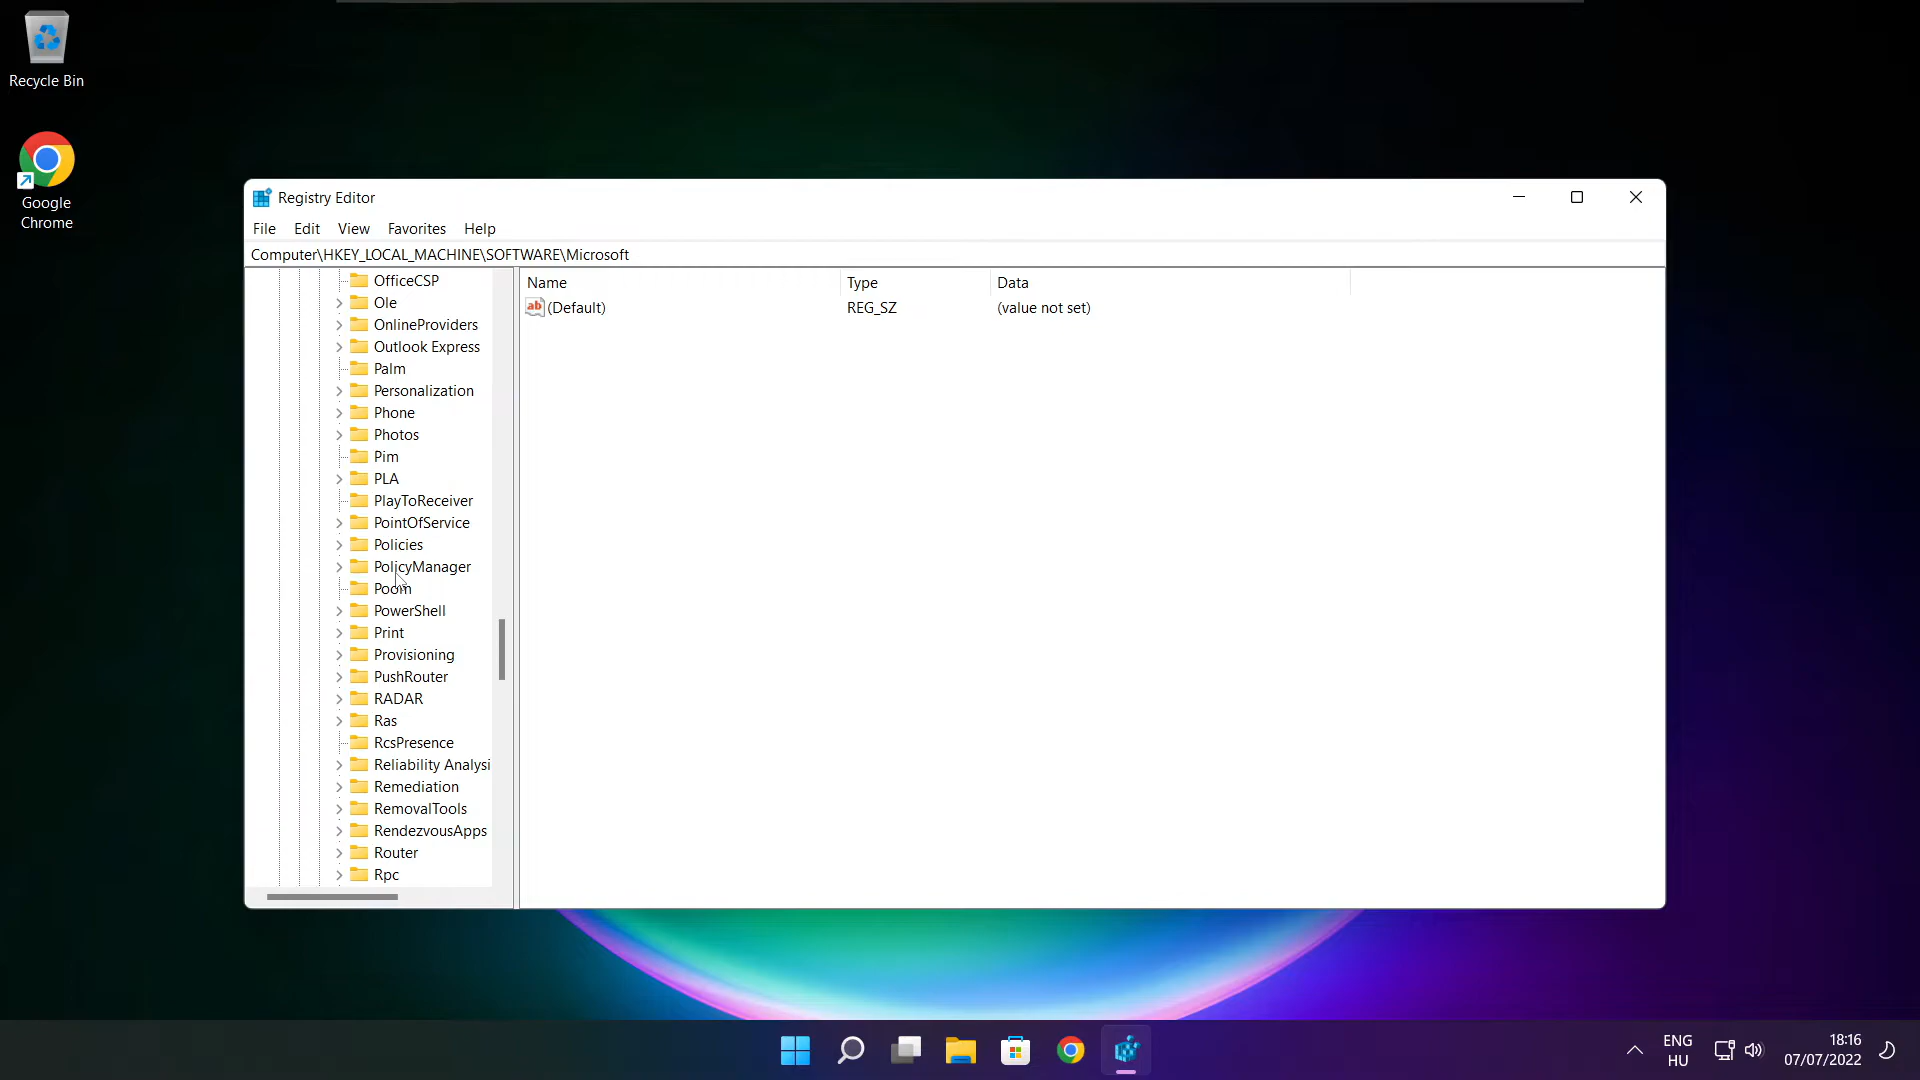 Recycle Bin
Google
Chrome
Registry Editor
File Edit View Favorites Help
Computer\HKEY_LOCAL_MACHINE\SOFTWARE\Microsoft
OfficeCSP
Ole
OnlineProviders
Outlook Express
Palm
Personalization
Phone
Photos
Pim
PLA
PlayToReceiver
PointOfService
Policies
PolicyManager
Poom
PowerShell
Print
Provisioning
PushRouter
RADAR
Ras
RcsPresence
Reliability Analysi
Remediation
RemovalTools
RendezvousApps
Router
Rpc
Name Type Data
ab (Default) REG_SZ (value not set)
ENG
HU
18:16
07/07/2022